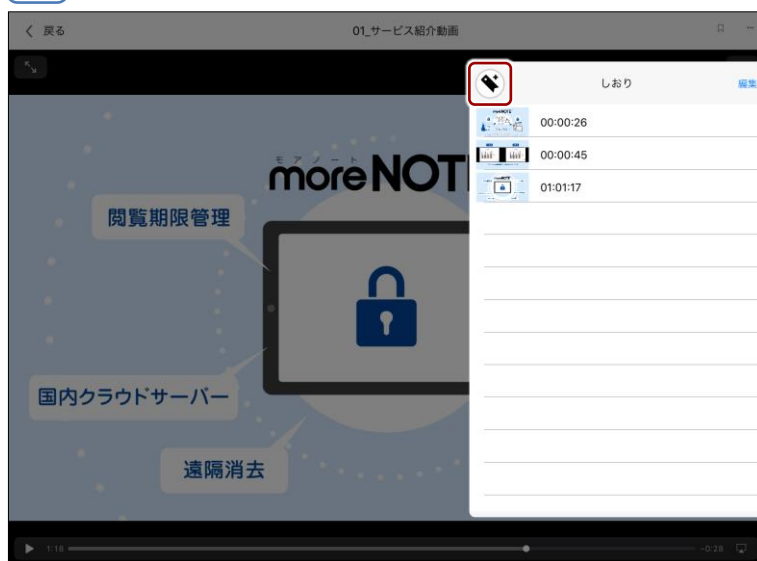 戻る
01_サービス紹介動画
しおり
編集
00:00:26
00:00:45
01:01:17
モアノート
moreNOT
閲覧期限管理
国内クラウドサーバー
遠隔消去
1:18
-0:28